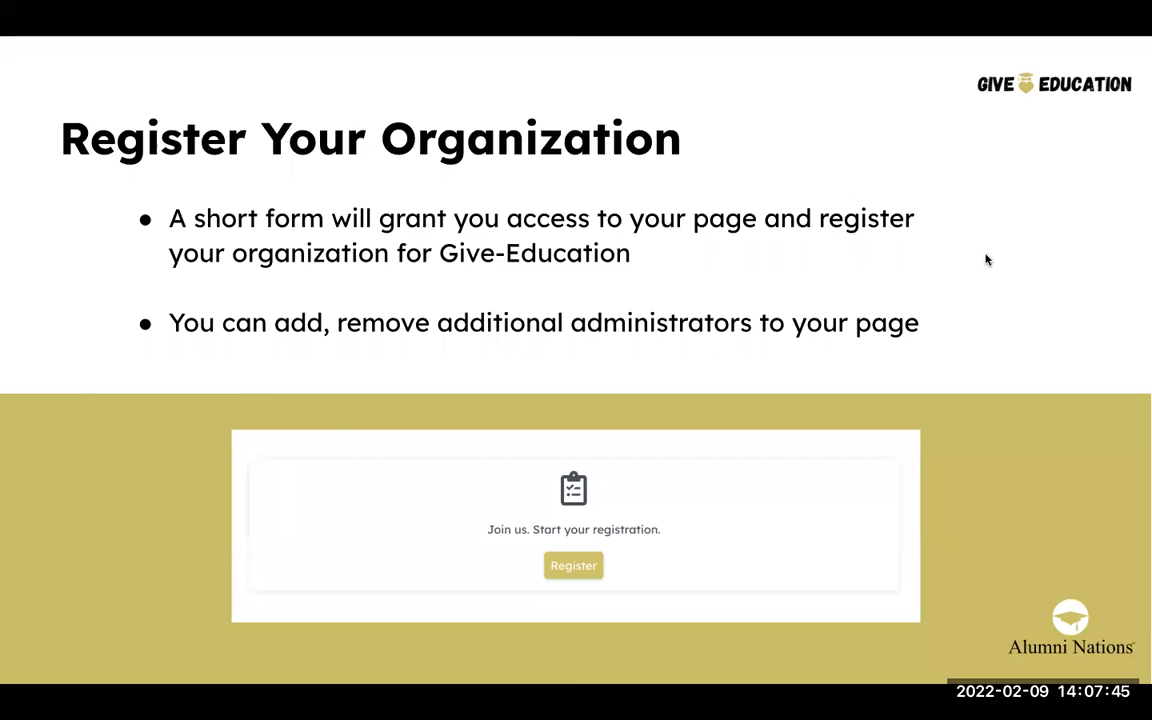 GIVE EDUCATION
Register Your Organization
● A short form will grant you access to your page and register
your organization for Give-Education
● You can add, remove additional administrators to your page
Join us. Start your registration.
Register
Alumni Nations
2022-02-09 14:07:45